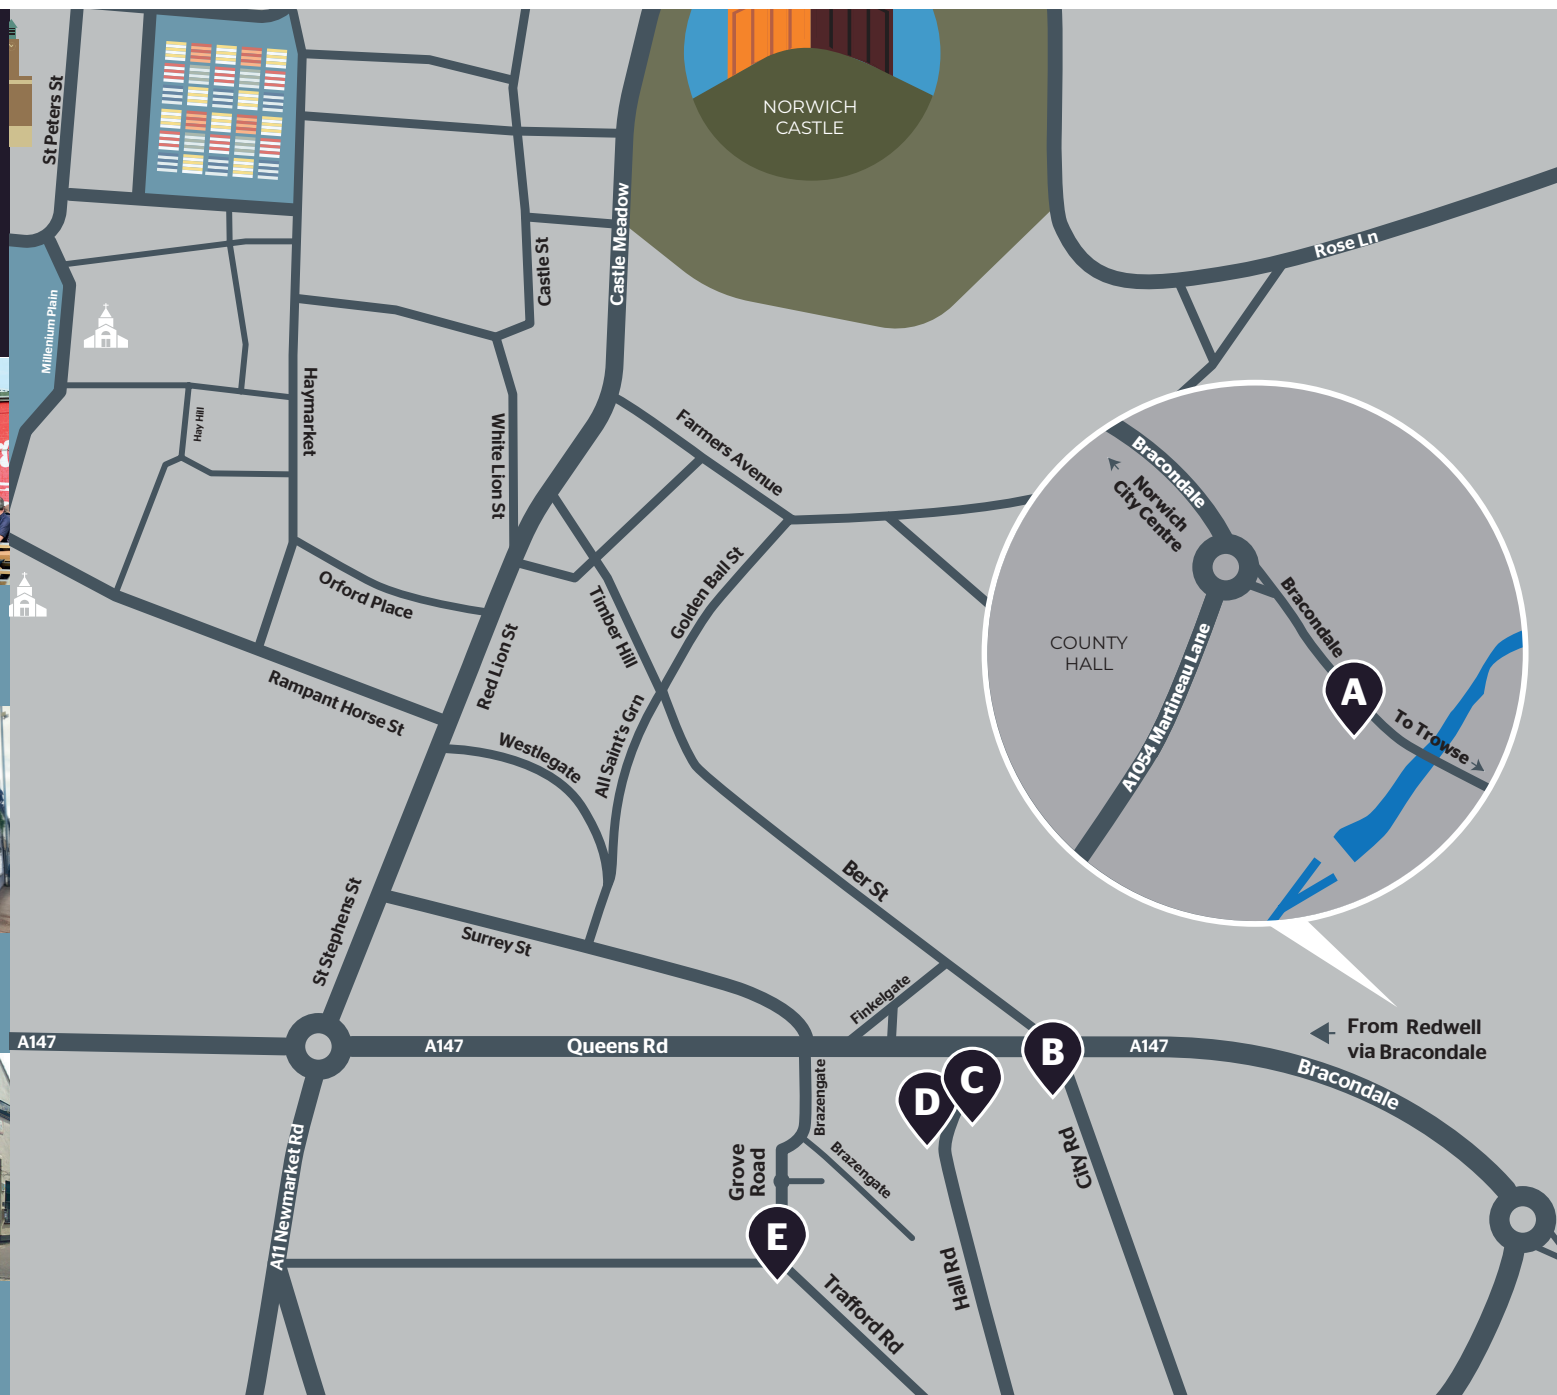 NORWICH
CASTLE
St Peters St
Castle Meadow
Rose Ln
Castle St
Millenium Plain
Haymarket
Hay Hill
White Lion St
Farmers Avenue
Bracondale
Norwich
City Centre
Orford Place
Timber Hill
Golden Ball St
Bracondale
COUNTY
HALL
A1054 Martineau Lane
A
To Trowse
Red Lion St
Rampant Horse St
Westlegate
All Saint's Grn
Ber St
St Stephens St
Surrey St
Finkelgate
A147
A147
Queens Rd
B
A147
From Redwell
via Bracondale
Bracondale
C
D
Brazengate
Brazengate
City Rd
Grove
Road
A11 Newmarket Rd
E
Hall Rd
Trafford Rd